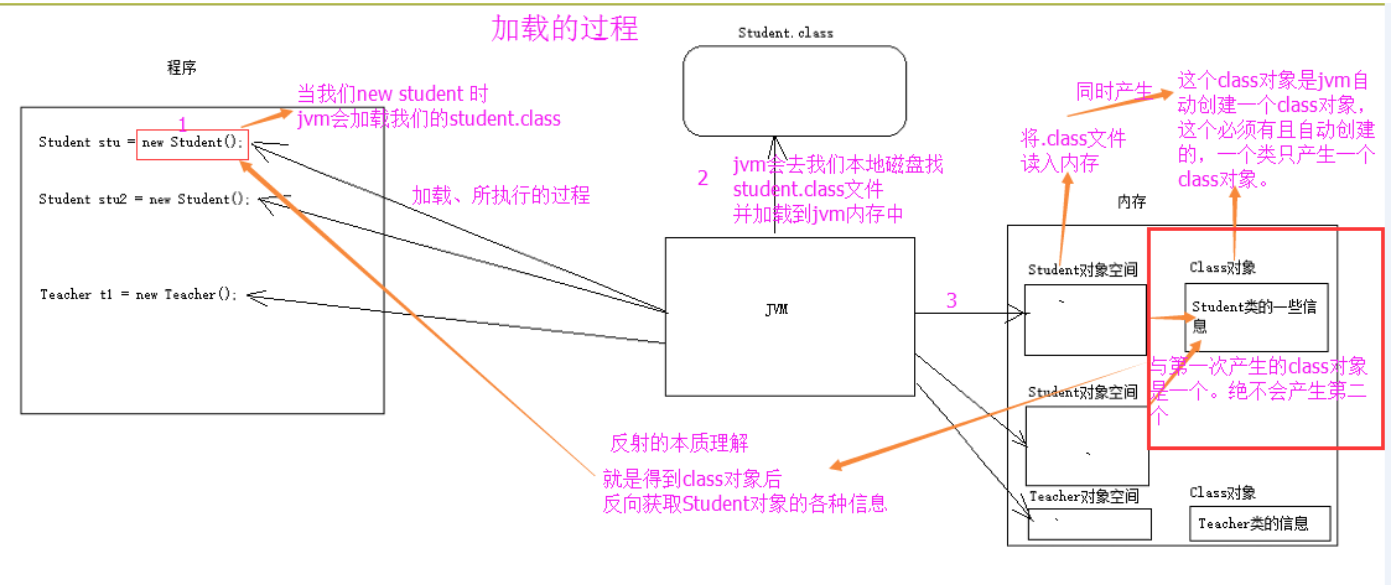 加载的过程
Student.class
程序
当我们new student 时
jvm会加载我们的student.class
1
Student stu = new Student();
Student stu2 = new Student();
Teacher t1 = new Teacher();
加载、所执行的过程
2
jvm会去我们本地磁盘找
student.class文件
并加载到jvm内存中
JVM
3
同时产生
将.class文件
读入内存
这个class对象是jvm自
动创建一个class对象，
这个必须有且自动创建
的，一个类只产生一个
class对象。
内存
Student对象空间
Class对象
Student类的一些信
息
与第一次产生的class对象
是一个。绝不会产生第二
个
Student对象空间
反射的本质理解
就是得到class对象后
反向获取Student对象的各种信息
Teacher对象空间
Class对象
Teacher类的信息